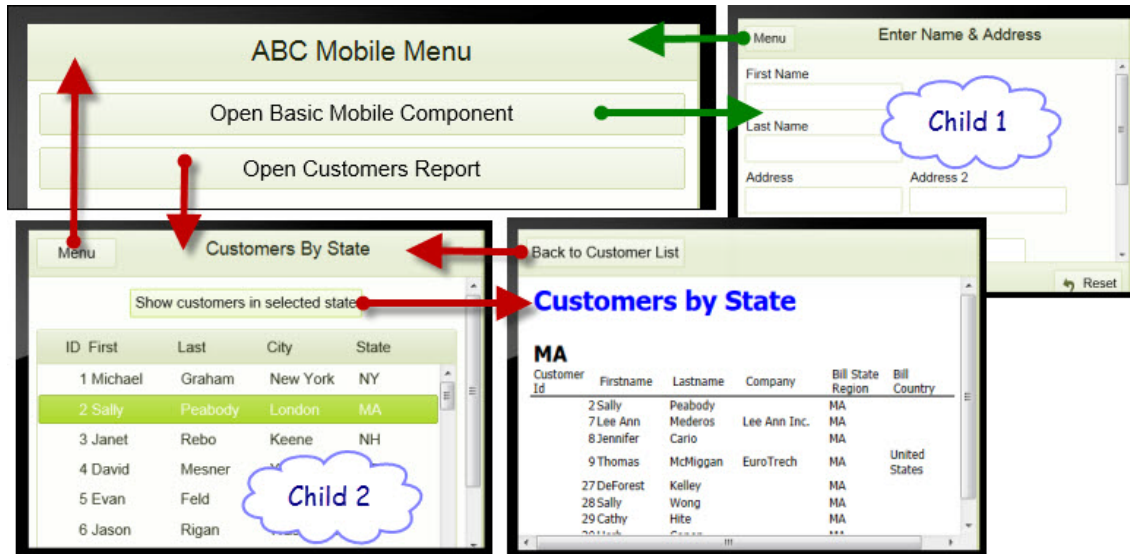 ABC Mobile Menu
Open Basic Mobile Component
Open Customers Report
Menu Enter Name & Address
First Name
Last Name
Address Address 2
Child 1
Reset
Menu Customers By State
Show customers in selected state
ID First Last City State
1 Michael Graham New York NY
2 Sally Peabody London MA
3 Janet Rebo Keene NH
4 David Mesner
5 Evan Feld
6 Jason Rigan
Child 2
Back to Customer List
Customers by State
MA
Customer Id Firstname Lastname Company Bill State Region Bill Country
2 Sally Peabody MA
7 Lee Ann Mederos Lee Ann Inc. MA
8 Jennifer Cario MA
9 Thomas McMiggan EuroTrech MA United States
27 DeForest Kelley MA
28 Sally Wong MA
29 Cathy Hite MA